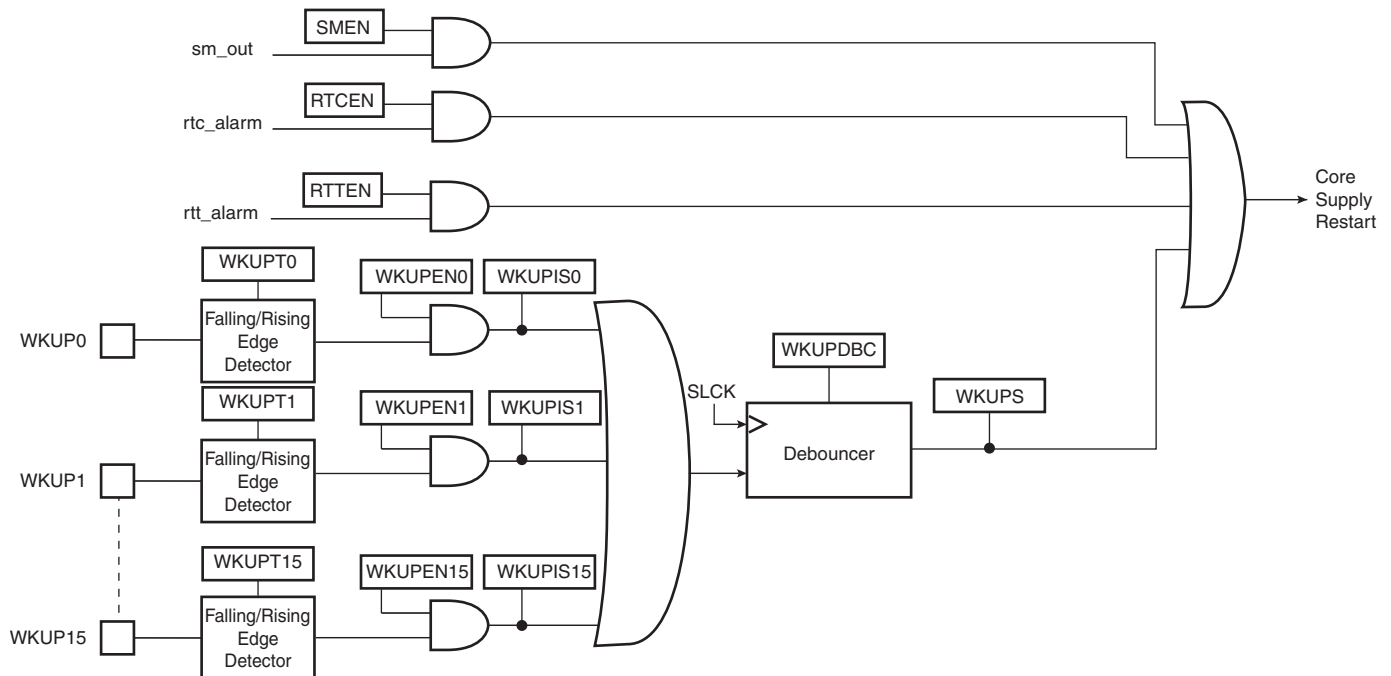 SMEN
sm_out
RTCEN
rtc_alarm
RTTEN
rtt_alarm
Core
Supply
Restart
WKUPT0
WKUPEN0
WKUPIS0
WKUP0
Falling/Rising
Edge
Detector
WKUPDBC
WKUPT1
WKUPEN1
WKUPIS1
SLCK
WKUPS
WKUP1
Falling/Rising
Edge
Detector
Debouncer
WKUPT15
WKUPEN15
WKUPIS15
WKUP15
Falling/Rising
Edge
Detector